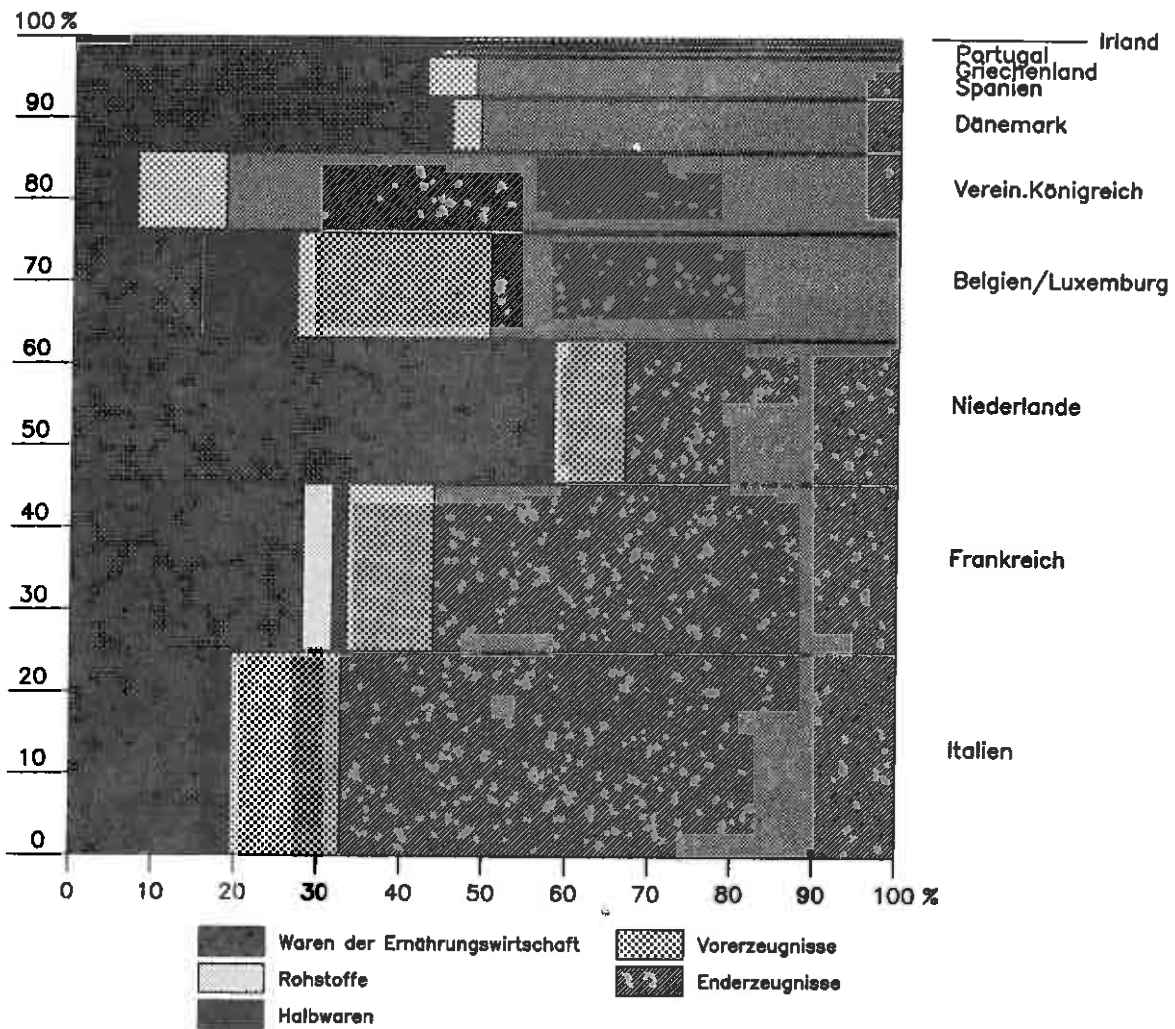 100 %
90
80
70
60
50
40
30
20
10
0
Irland
Portugal
Griechenland
Spanien
Dänemark
Verein.Königreich
Belgien/Luxemburg
Niederlande
Frankreich
Italien
0 10 20 30 40 50 60 70 80 90 100 %
Waren der Ernährungswirtschaft
Rohstoffe
Halbwaren
Vorerzeugnisse
Enderzeugnisse